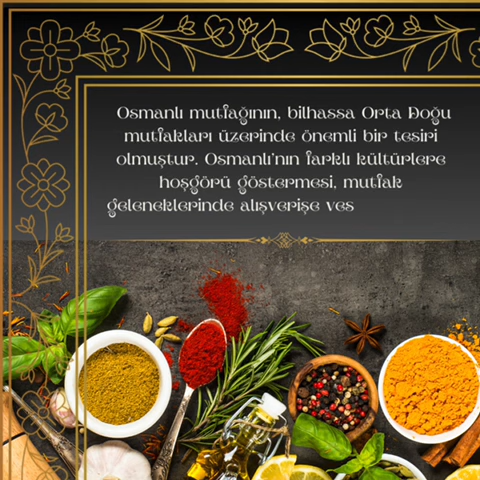 Osmanlı mutfağının, bilhassa Orta Doğu
mutfakları üzerinde önemli bir tesiri
olmuştur. Osmanlı'nın farklı kültürlere
hoşgörü göstermesi, mutfak
geleneklerinde alışverişe ves